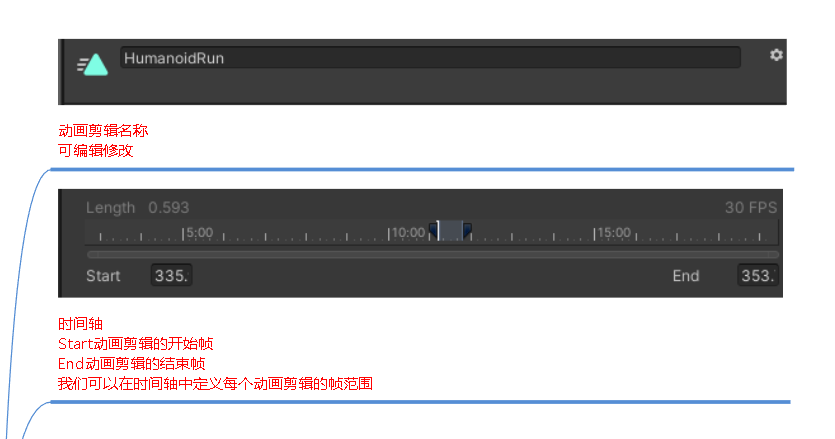 HumanoidRun
动画剪辑名称
可编辑修改
Length 0.593 30 FPS
5:00 10:00 15:00
Start 335. End 353.
时间轴
Start动画剪辑的开始帧
End动画剪辑的结束帧
我们可以在时间轴中定义每个动画剪辑的帧范围